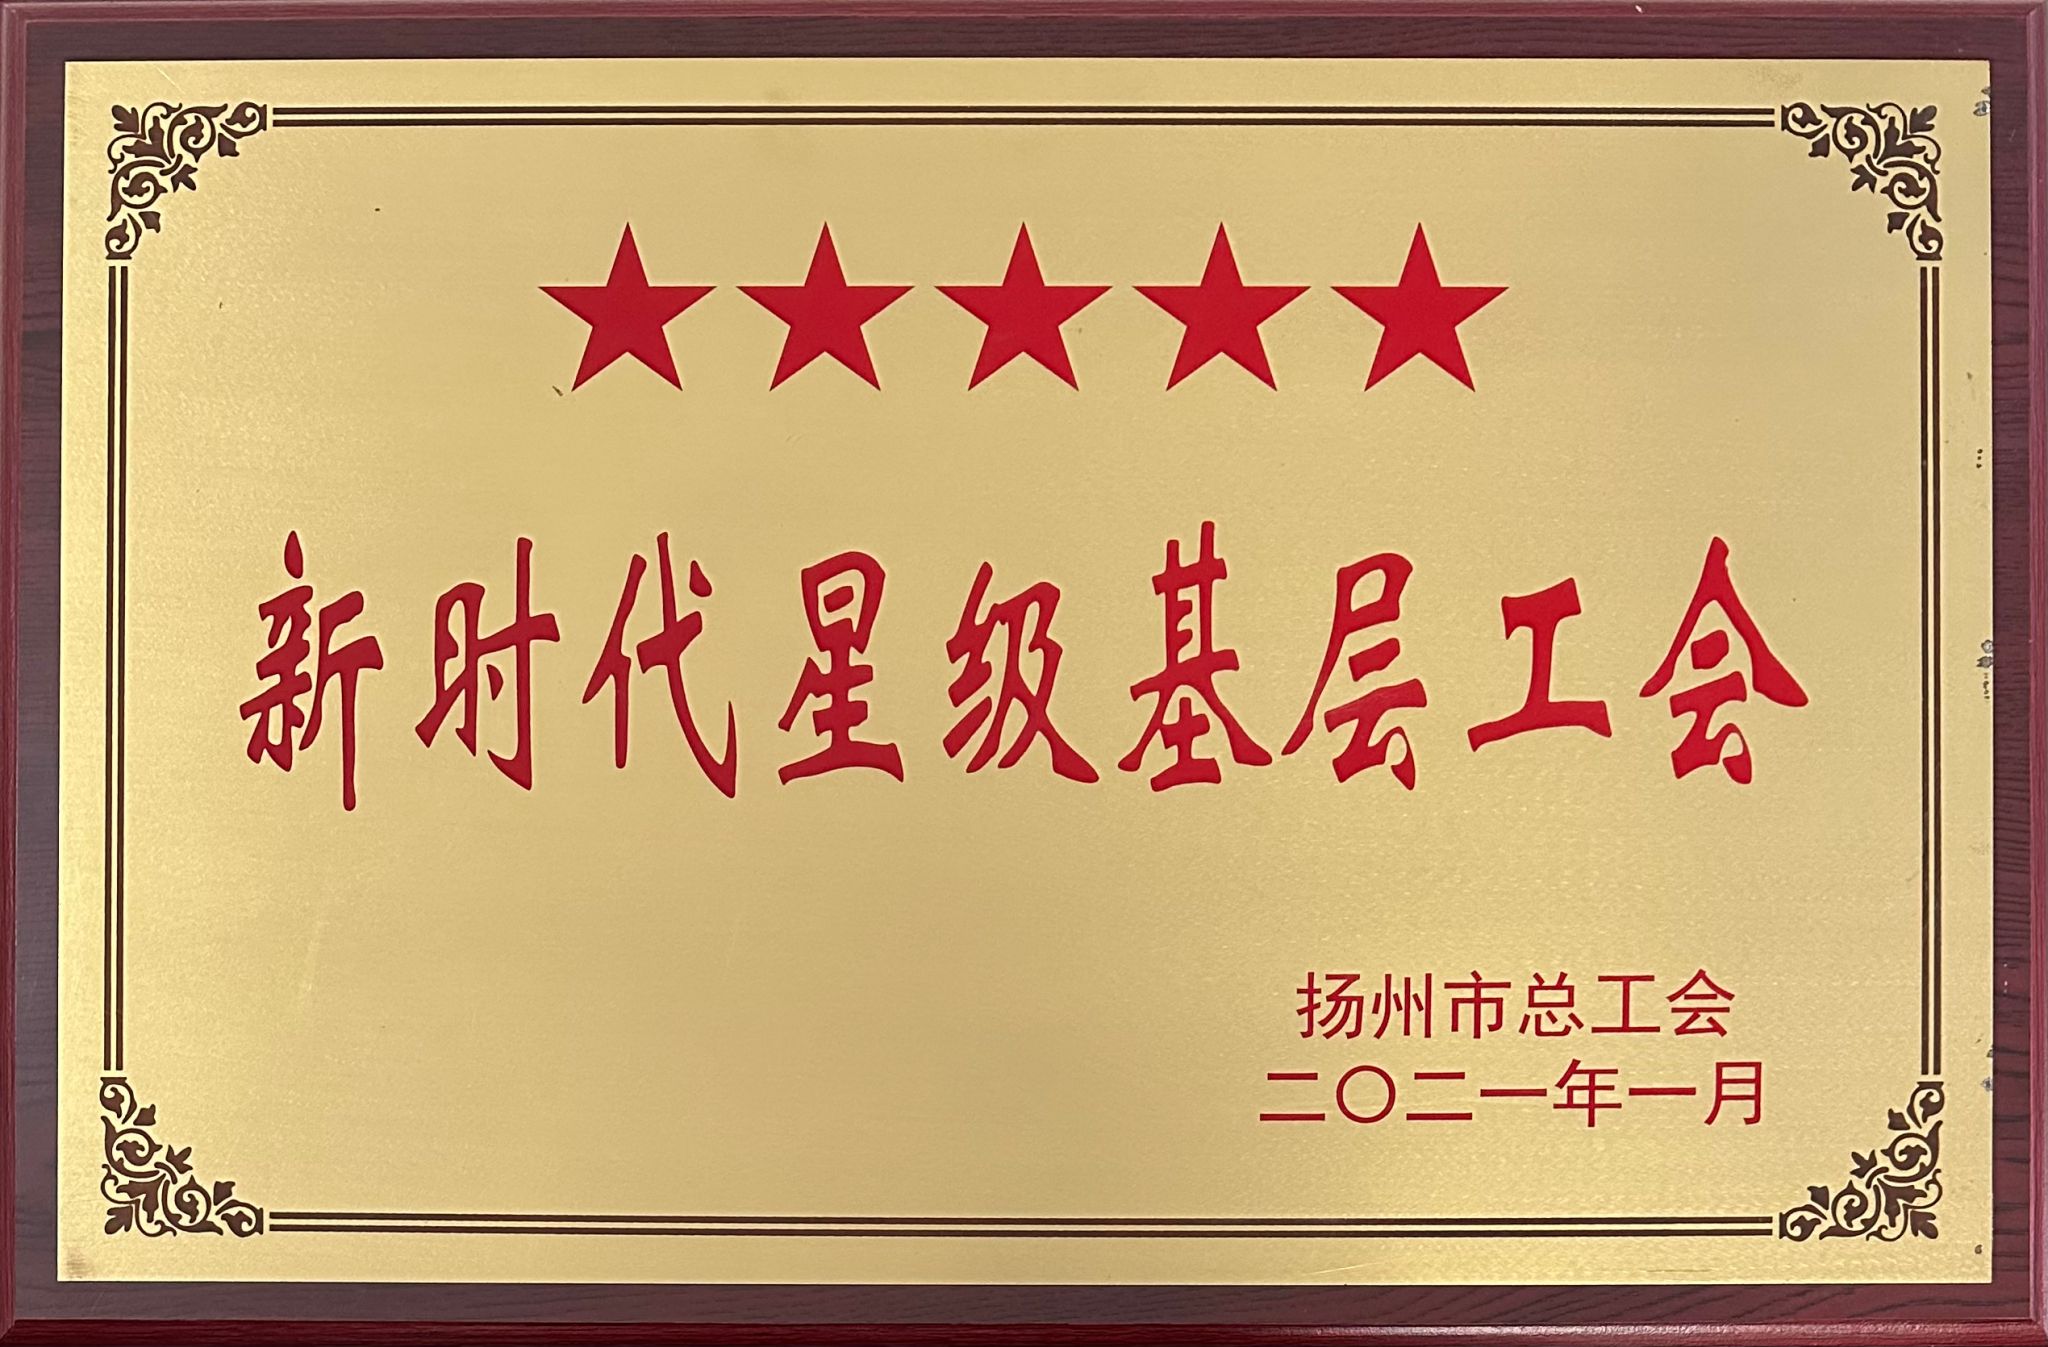 新时代星级基层工会
扬州市总工会
二〇二一年一月